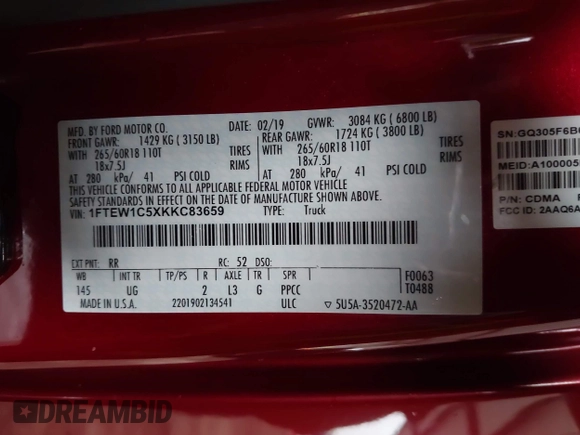 MFD. BY FORD MOTOR CO.
DATE: 02/19 GVWR: 3084 KG ( 6800 LB)
FRONT GAWR: 1429 KG ( 3150 LB)
REAR GAWR: 1724 KG ( 3800 LB)
WITH 265/60R18 110T TIRES
18x7.5J RIMS
WITH 265/60R18 110T TIRES
18x7.5J RIMS
AT 280 kPa/ 41 PSI COLD
AT 280 kPa/ 41 PSI COLD
THIS VEHICLE CONFORMS TO ALL APPLICABLE FEDERAL MOTOR VEHICLE
SAFETY STANDARDS IN EFFECT ON THE DATE OF MANUFACTURE SHOWN ABOVE.
VIN: 1FTEW1C5XKKC83659 TYPE: Truck
EXT PNT: RR RC: 52 DSO:
WB INT TR TP/PS R AXLE TR SPR
145 UG 2 L3 G PPCC
F0063
T0488
MADE IN U.S.A. 2201902134541 ULC ▽ 5U5A-3520472-AA
SN:GQ305F6B
MEID:A100005
P/N: CDMA
FCC ID: 2AAQ6A
DREAMBID